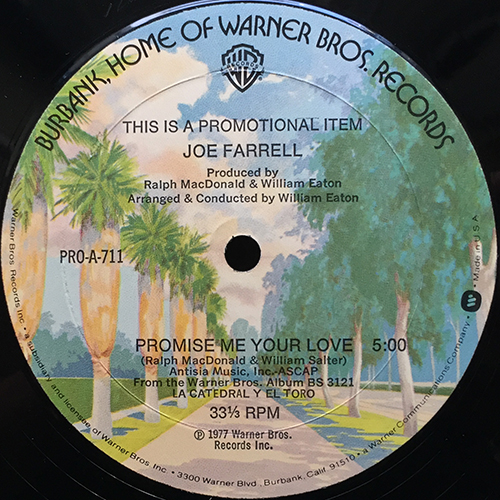 BURBANK, HOME OF WARNER BROS. RECORDS
RECORDS
THIS IS A PROMOTIONAL ITEM
JOE FARRELL
Produced by
Ralph MacDonald & William Eaton
Arranged & Conducted by William Eaton
PRO-A-711
PROMISE ME YOUR LOVE 5:00
(Ralph MacDonald & William Salter)
Antisia Music, Inc.-ASCAP
From the Warner Bros. Album BS 3121
LA CATEDRAL Y EL TORO
33⅓ RPM
℗ 1977 Warner Bros.
Records Inc.
Warner Bros. Records Inc. • a subsidiary and licensee of Warner Bros. Inc. • 3300 Warner Blvd., Burbank, Calif. 91510 • a Warner Communications Company. • Made in U.S.A.